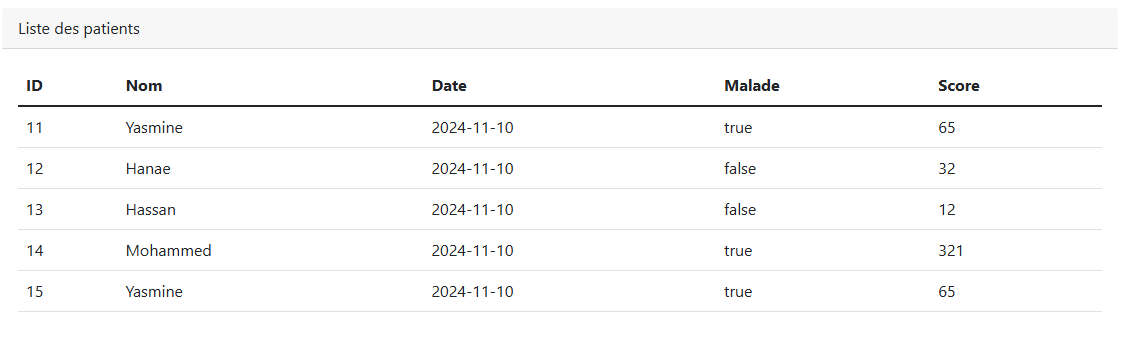 Liste des patients
ID Nom Date Malade Score
11 Yasmine 2024-11-10 true 65
12 Hanae 2024-11-10 false 32
13 Hassan 2024-11-10 false 12
14 Mohammed 2024-11-10 true 321
15 Yasmine 2024-11-10 true 65